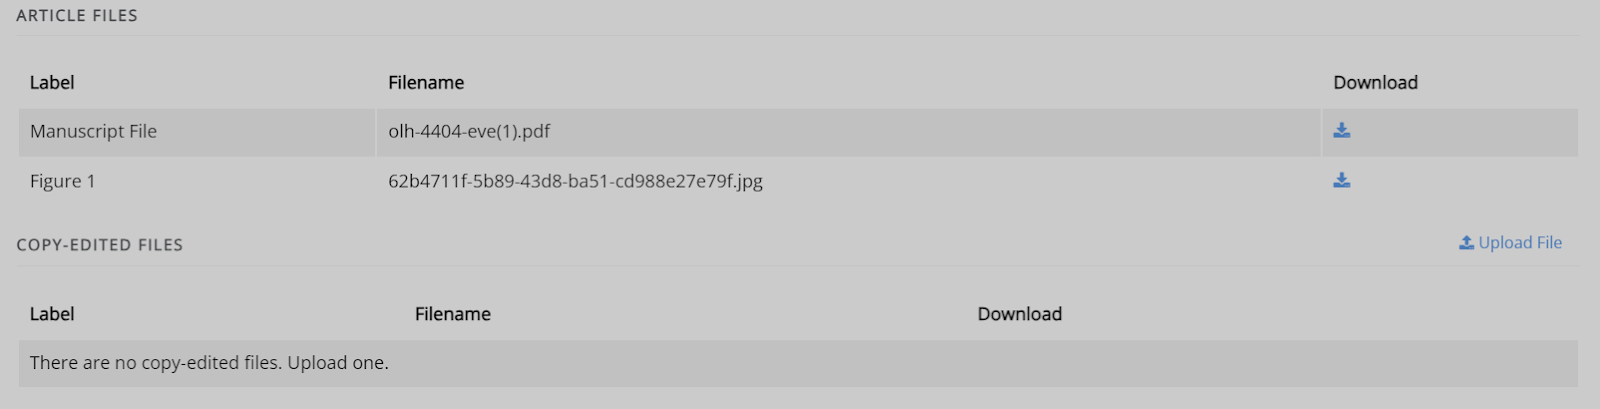 ARTICLE FILES
Label Filename Download
Manuscript File olh-4404-eve(1).pdf
Figure 1 62b4711f-5b89-43d8-ba51-cd988e27e79f.jpg
COPY-EDITED FILES Upload File
Label Filename Download
There are no copy-edited files. Upload one.